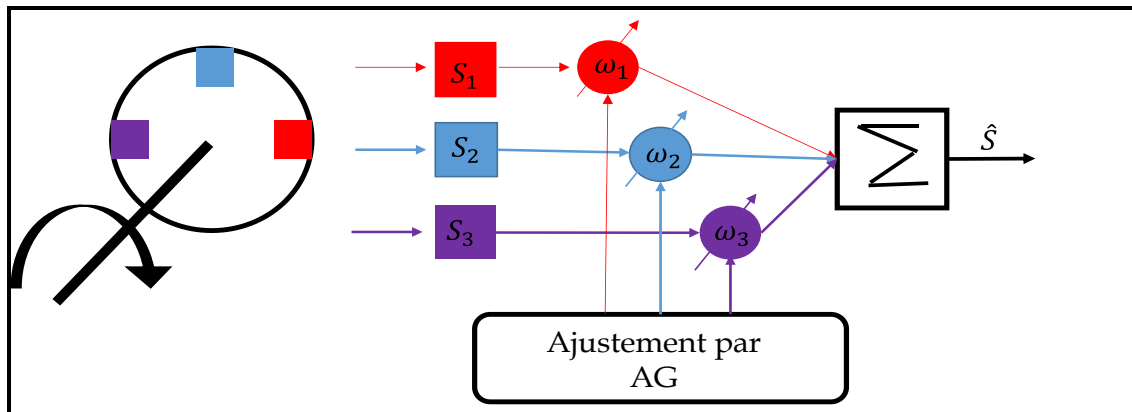 S₁
ω₁
S₂
ω₂
∑
Ŝ
S₃
ω₃
Ajustement par
AG